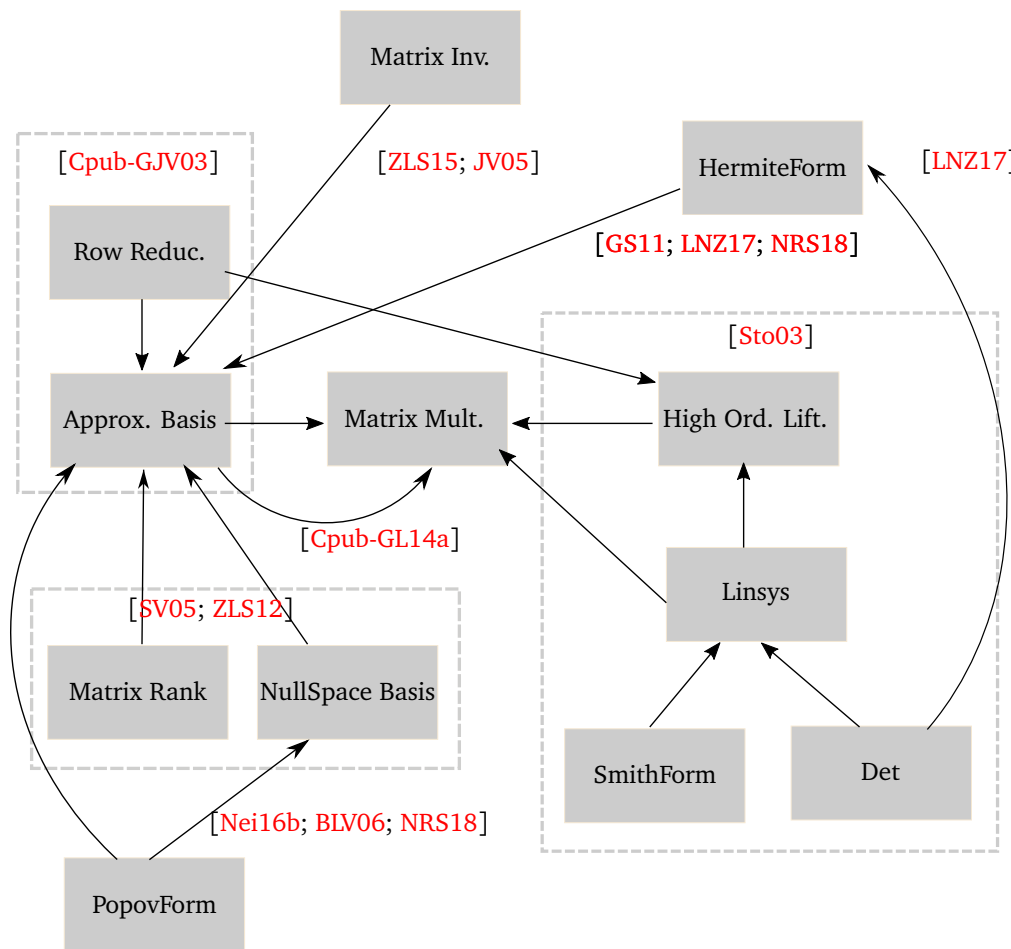 Matrix Inv.
[Cpub-GJV03]
[ZLS15; JV05]
HermiteForm
[LNZ17]
Row Reduc.
[GS11; LNZ17; NRS18]
[Sto03]
Approx. Basis
Matrix Mult.
High Ord. Lift.
[Cpub-GL14a]
Linsys
[SV05; ZLS12]
Matrix Rank
NullSpace Basis
SmithForm
Det
[Nei16b; BLV06; NRS18]
PopovForm